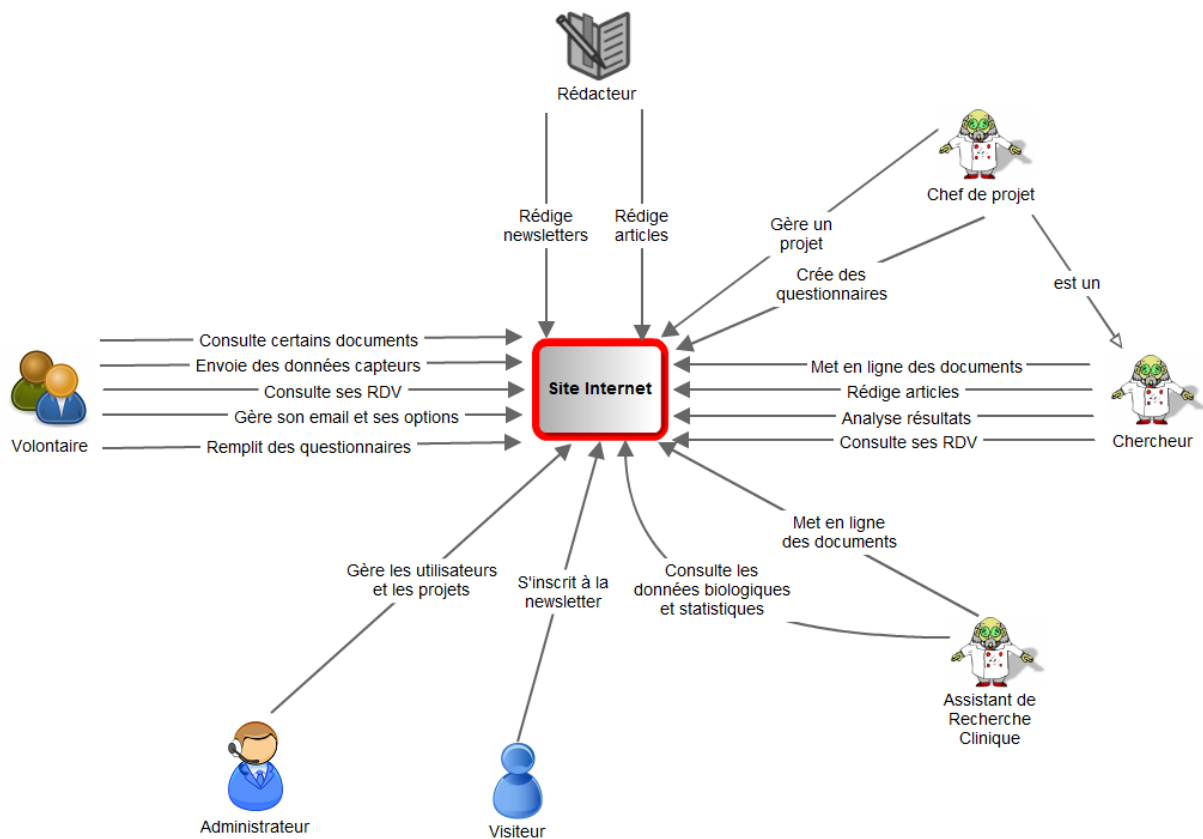 Rédacteur
Chef de projet
Rédige
newsletters
Rédige
articles
Gère un
projet
Crée des
questionnaires
est un
Consulte certains documents
Envoie des données capteurs
Consulte ses RDV
Gère son email et ses options
Remplit des questionnaires
Volontaire
Site Internet
Met en ligne des documents
Rédige articles
Analyse résultats
Consulte ses RDV
Chercheur
Gère les utilisateurs
et les projets
S'inscrit à la
newsletter
Consulte les
données biologiques
et statistiques
Met en ligne
des documents
Assistant de
Recherche
Clinique
Administrateur
Visiteur